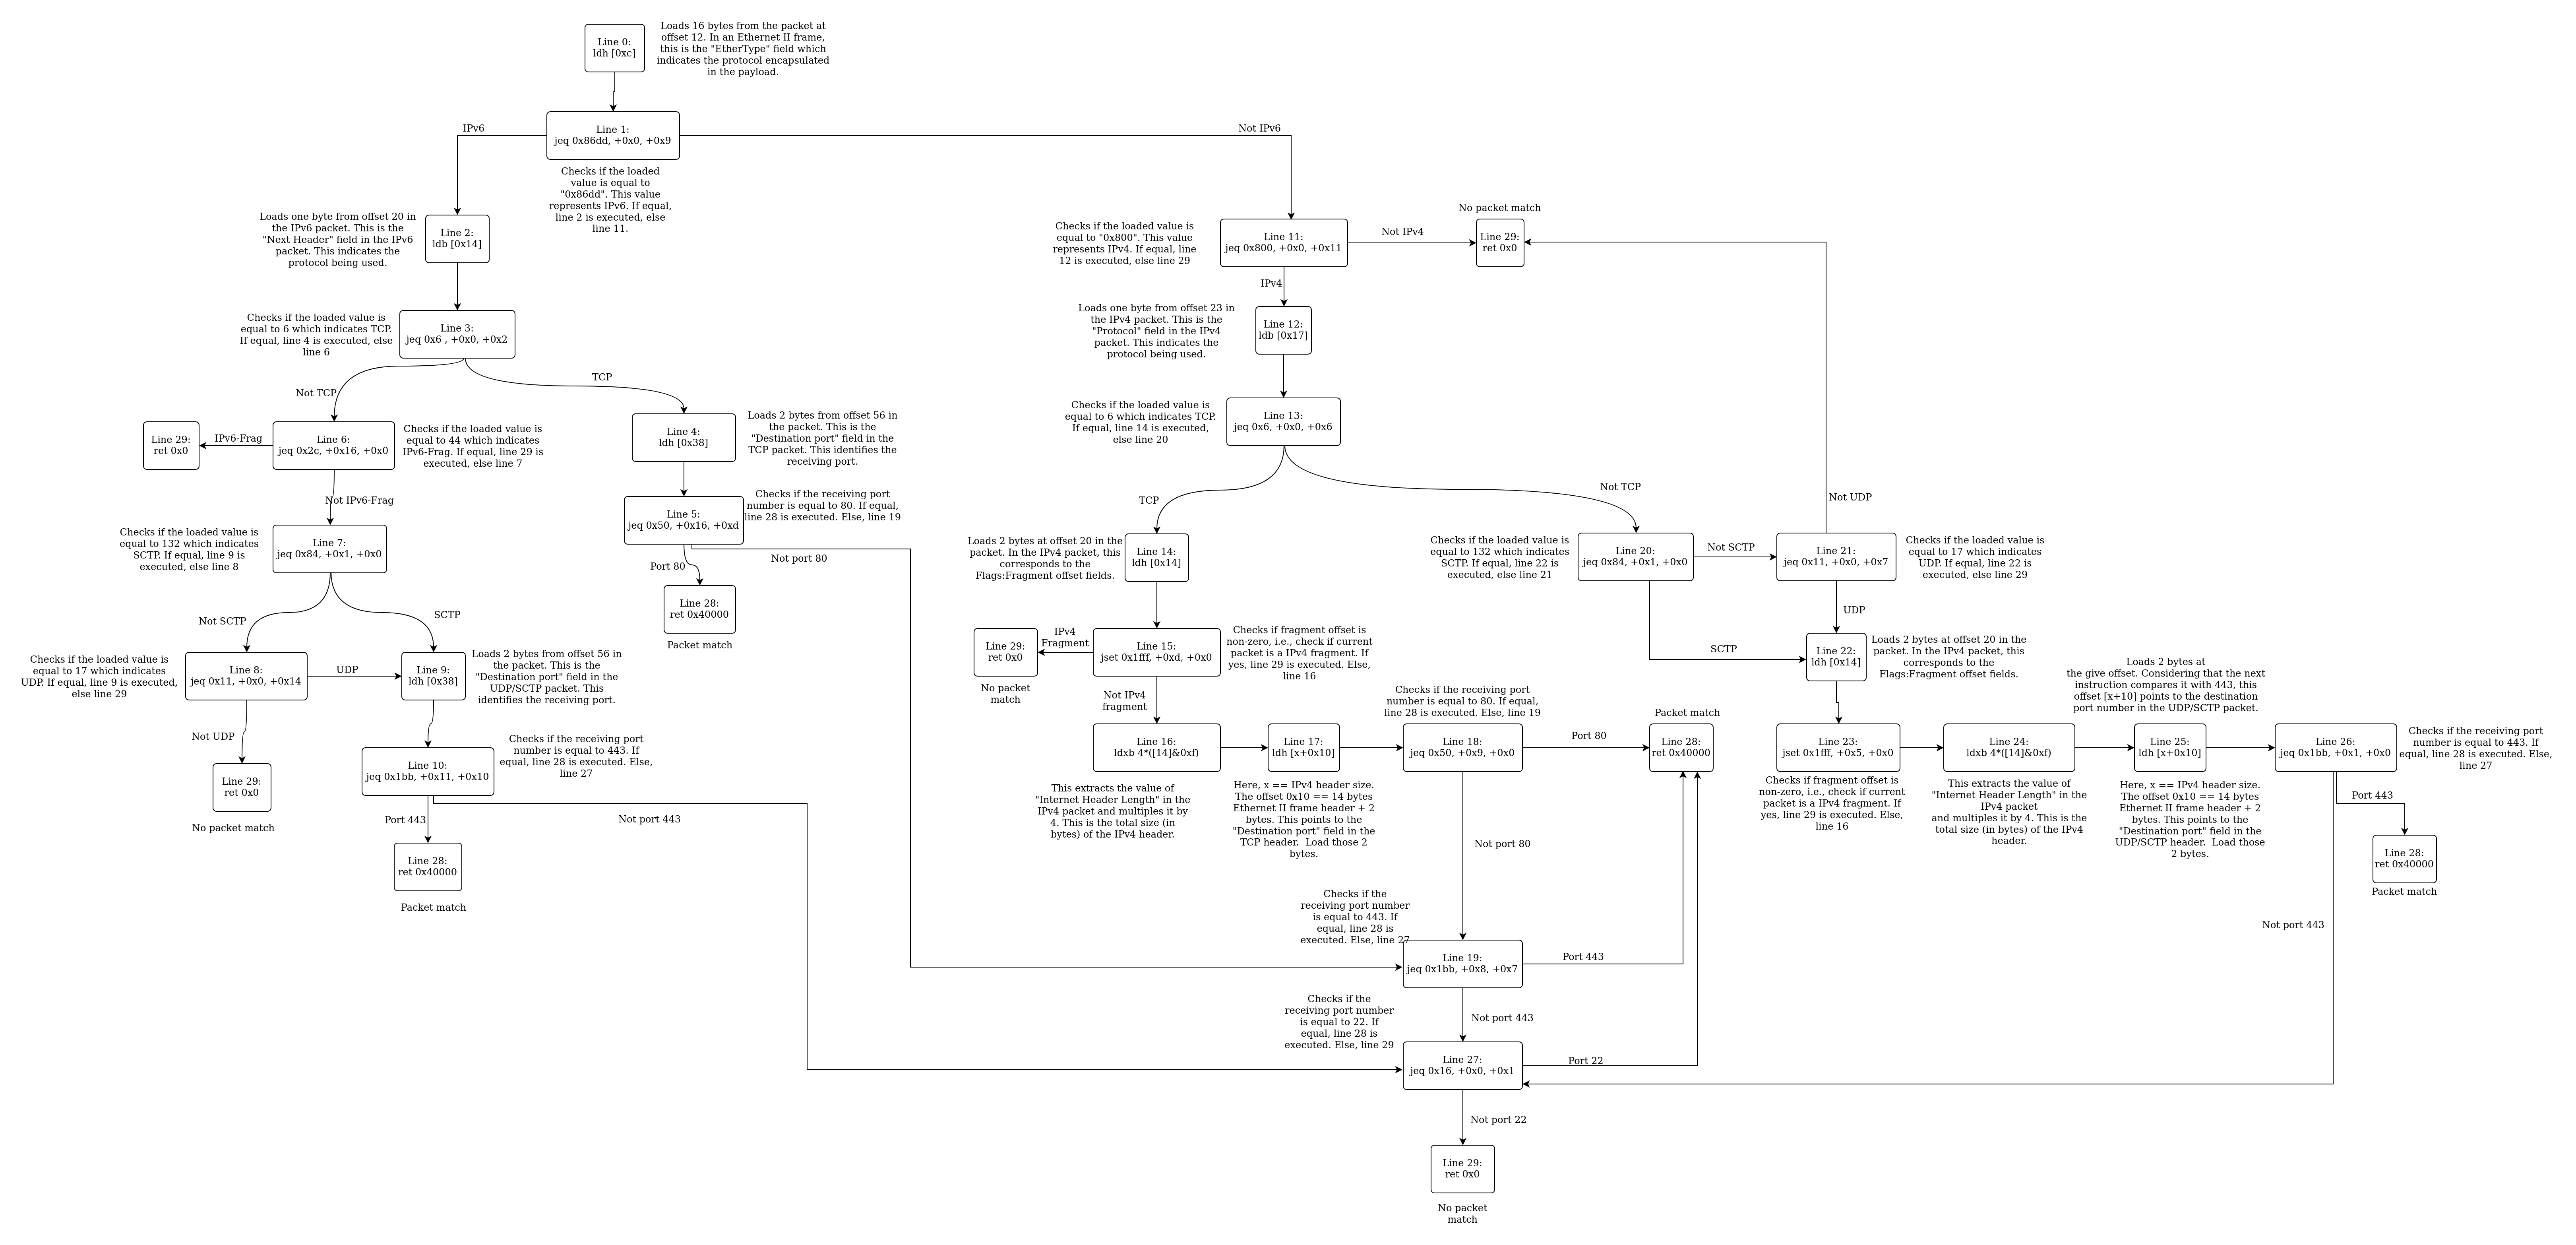 Line 0:
ldh [0xc]
Loads 16 bytes from the packet at
offset 12. In an Ethernet II frame,
this is the "EtherType" field which
indicates the protocol encapsulated
in the payload.
IPv6
Line 1:
jeq 0x86dd, +0x0, +0x9
Not IPv6
Checks if the loaded
value is equal to
"0x86dd". This value
represents IPv6. If equal,
line 2 is executed, else
line 11.
Loads one byte from offset 20 in
the IPv6 packet. This is the
"Next Header" field in the IPv6
packet. This indicates the
protocol being used.
Line 2:
ldb [0x14]
Checks if the loaded value is
equal to 6 which indicates TCP.
If equal, line 4 is executed, else
line 6
Line 3:
jeq 0x6 , +0x0, +0x2
Not TCP
TCP
Line 29:
ret 0x0
IPv6-Frag
Line 6:
jeq 0x2c, +0x16, +0x0
Checks if the loaded value is
equal to 44 which indicates
IPv6-Frag. If equal, line 29 is
executed, else line 7
Line 4:
ldh [0x38]
Loads 2 bytes from offset 56 in
the packet. This is the
"Destination port" field in the
TCP packet. This identifies the
receiving port.
Not IPv6-Frag
Line 5:
jeq 0x50, +0x16, +0xd
Checks if the receiving port
number is equal to 80. If equal,
line 28 is executed. Else, line 19
Checks if the loaded value is
equal to 132 which indicates
SCTP. If equal, line 9 is
executed, else line 8
Line 7:
jeq 0x84, +0x1, +0x0
Port 80
Not port 80
Line 28:
ret 0x40000
Packet match
Not SCTP
SCTP
Checks if the loaded value is
equal to 17 which indicates
UDP. If equal, line 9 is executed,
else line 29
Line 8:
jeq 0x11, +0x0, +0x14
UDP
Line 9:
ldh [0x38]
Loads 2 bytes from offset 56 in
the packet. This is the
"Destination port" field in the
UDP/SCTP packet. This
identifies the receiving port.
Not UDP
Line 29:
ret 0x0
No packet match
Line 10:
jeq 0x1bb, +0x11, +0x10
Checks if the receiving port
number is equal to 443. If
equal, line 28 is executed. Else,
line 27
Port 443
Not port 443
Line 28:
ret 0x40000
Packet match
Checks if the loaded value is
equal to "0x800". This value
represents IPv4. If equal, line
12 is executed, else line 29
Line 11:
jeq 0x800, +0x0, +0x11
Not IPv4
No packet match
Line 29:
ret 0x0
IPv4
Loads one byte from offset 23 in
the IPv4 packet. This is the
"Protocol" field in the IPv4
packet. This indicates the
protocol being used.
Line 12:
ldb [0x17]
Checks if the loaded value is
equal to 6 which indicates TCP.
If equal, line 14 is executed,
else line 20
Line 13:
jeq 0x6, +0x0, +0x6
TCP
Not TCP
Not UDP
Loads 2 bytes at offset 20 in the
packet. In the IPv4 packet, this
corresponds to the
Flags:Fragment offset fields.
Line 14:
ldh [0x14]
Checks if the loaded value is
equal to 132 which indicates
SCTP. If equal, line 22 is
executed, else line 21
Line 20:
jeq 0x84, +0x1, +0x0
Not SCTP
Line 21:
jeq 0x11, +0x0, +0x7
Checks if the loaded value is
equal to 17 which indicates
UDP. If equal, line 22 is
executed, else line 29
UDP
SCTP
Line 29:
ret 0x0
No packet
match
IPv4
Fragment
Line 15:
jset 0x1fff, +0xd, +0x0
Checks if fragment offset is
non-zero, i.e., check if current
packet is a IPv4 fragment. If
yes, line 29 is executed. Else,
line 16
Line 22:
ldh [0x14]
Loads 2 bytes at offset 20 in the
packet. In the IPv4 packet, this
corresponds to the
Flags:Fragment offset fields.
Loads 2 bytes at
the give offset. Considering that the next
instruction compares it with 443, this
offset [x+10] points to the destination
port number in the UDP/SCTP packet.
Not IPv4
fragment
Checks if the receiving port
number is equal to 80. If equal,
line 28 is executed. Else, line 19
Line 16:
ldxb 4*([14]&0xf)
Line 17:
ldh [x+0x10]
Line 18:
jeq 0x50, +0x9, +0x0
Port 80
Packet match
Line 28:
ret 0x40000
Line 23:
jset 0x1fff, +0x5, +0x0
Line 24:
ldxb 4*([14]&0xf)
Line 25:
ldh [x+0x10]
Line 26:
jeq 0x1bb, +0x1, +0x0
Checks if the receiving port
number is equal to 443. If
equal, line 28 is executed. Else,
line 27
This extracts the value of
"Internet Header Length" in the
IPv4 packet and multiples it by
4. This is the total size (in
bytes) of the IPv4 header.
Here, x == IPv4 header size.
The offset 0x10 == 14 bytes
Ethernet II frame header + 2
bytes. This points to the
"Destination port" field in the
TCP header. Load those 2
bytes.
Checks if fragment offset is
non-zero, i.e., check if current
packet is a IPv4 fragment. If
yes, line 29 is executed. Else,
line 16
This extracts the value of
"Internet Header Length" in the
IPv4 packet
and multiples it by 4. This is the
total size (in bytes) of the IPv4
header.
Here, x == IPv4 header size.
The offset 0x10 == 14 bytes
Ethernet II frame header + 2
bytes. This points to the
"Destination port" field in the
UDP/SCTP header. Load those
2 bytes.
Port 443
Line 28:
ret 0x40000
Packet match
Not port 80
Not port 443
Checks if the
receiving port number
is equal to 443. If
equal, line 28 is
executed. Else, line 27
Line 19:
jeq 0x1bb, +0x8, +0x7
Port 443
Not port 443
Checks if the
receiving port number
is equal to 22. If
equal, line 28 is
executed. Else, line 29
Line 27:
jeq 0x16, +0x0, +0x1
Port 22
Not port 22
Line 29:
ret 0x0
No packet
match